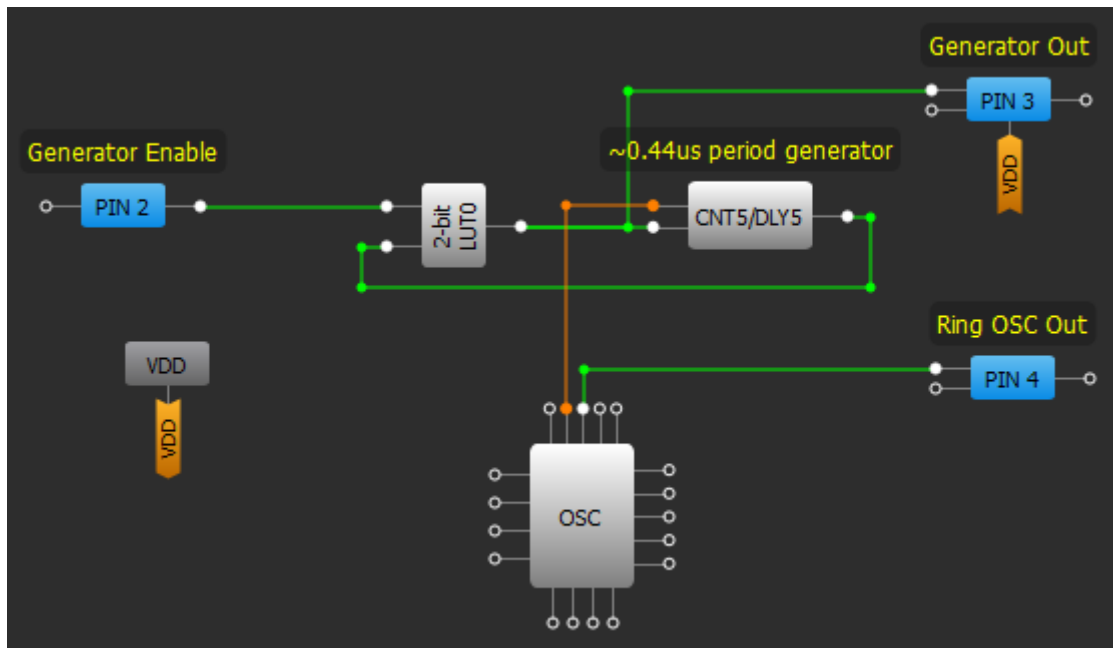 Generator Out
PIN 3
VDD
Generator Enable
PIN 2
~0.44us period generator
2-bit
LUT0
CNT5/DLY5
Ring OSC Out
PIN 4
VDD
VDD
OSC